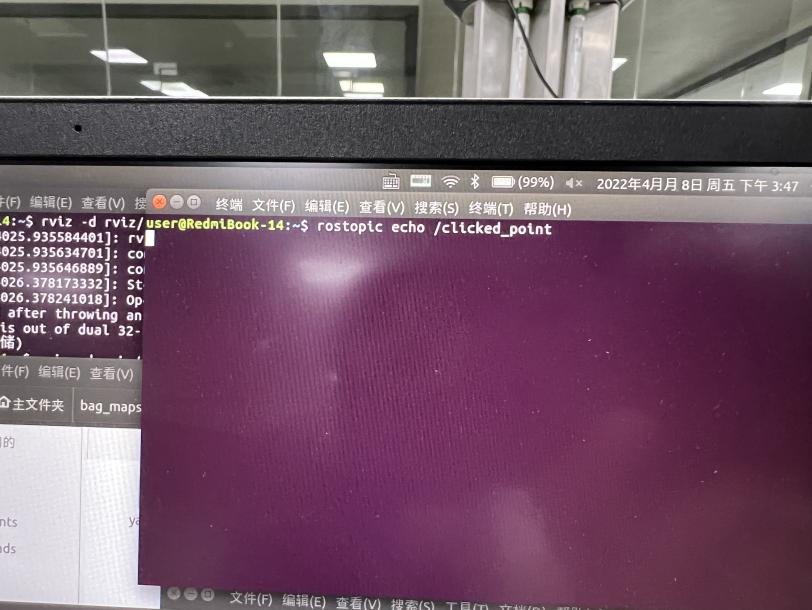 (99%) 2022年4月月 8日 周五 下午 3:47
件(F) 编辑(E) 查看(V) 搜
终端 文件(F) 编辑(E) 查看(V) 搜索(S) 终端(T) 帮助(H)
4:~$ rviz -d rviz/
user@RedmiBook-14:~$ rostopic echo /clicked_point
025.935584401]: rv
025.935634701]: co
025.935646889]: co
026.378173332]: St
026.378241018]: Op
after throwing an
is out of dual 32-
储)
件(F) 编辑(E) 查看(V)
主文件夹 bag_maps
的
nts
ya
ads
文件(F) 编辑(E) 查看(V) 搜索(S) 工具(T) 文档(D) 帮助(H)